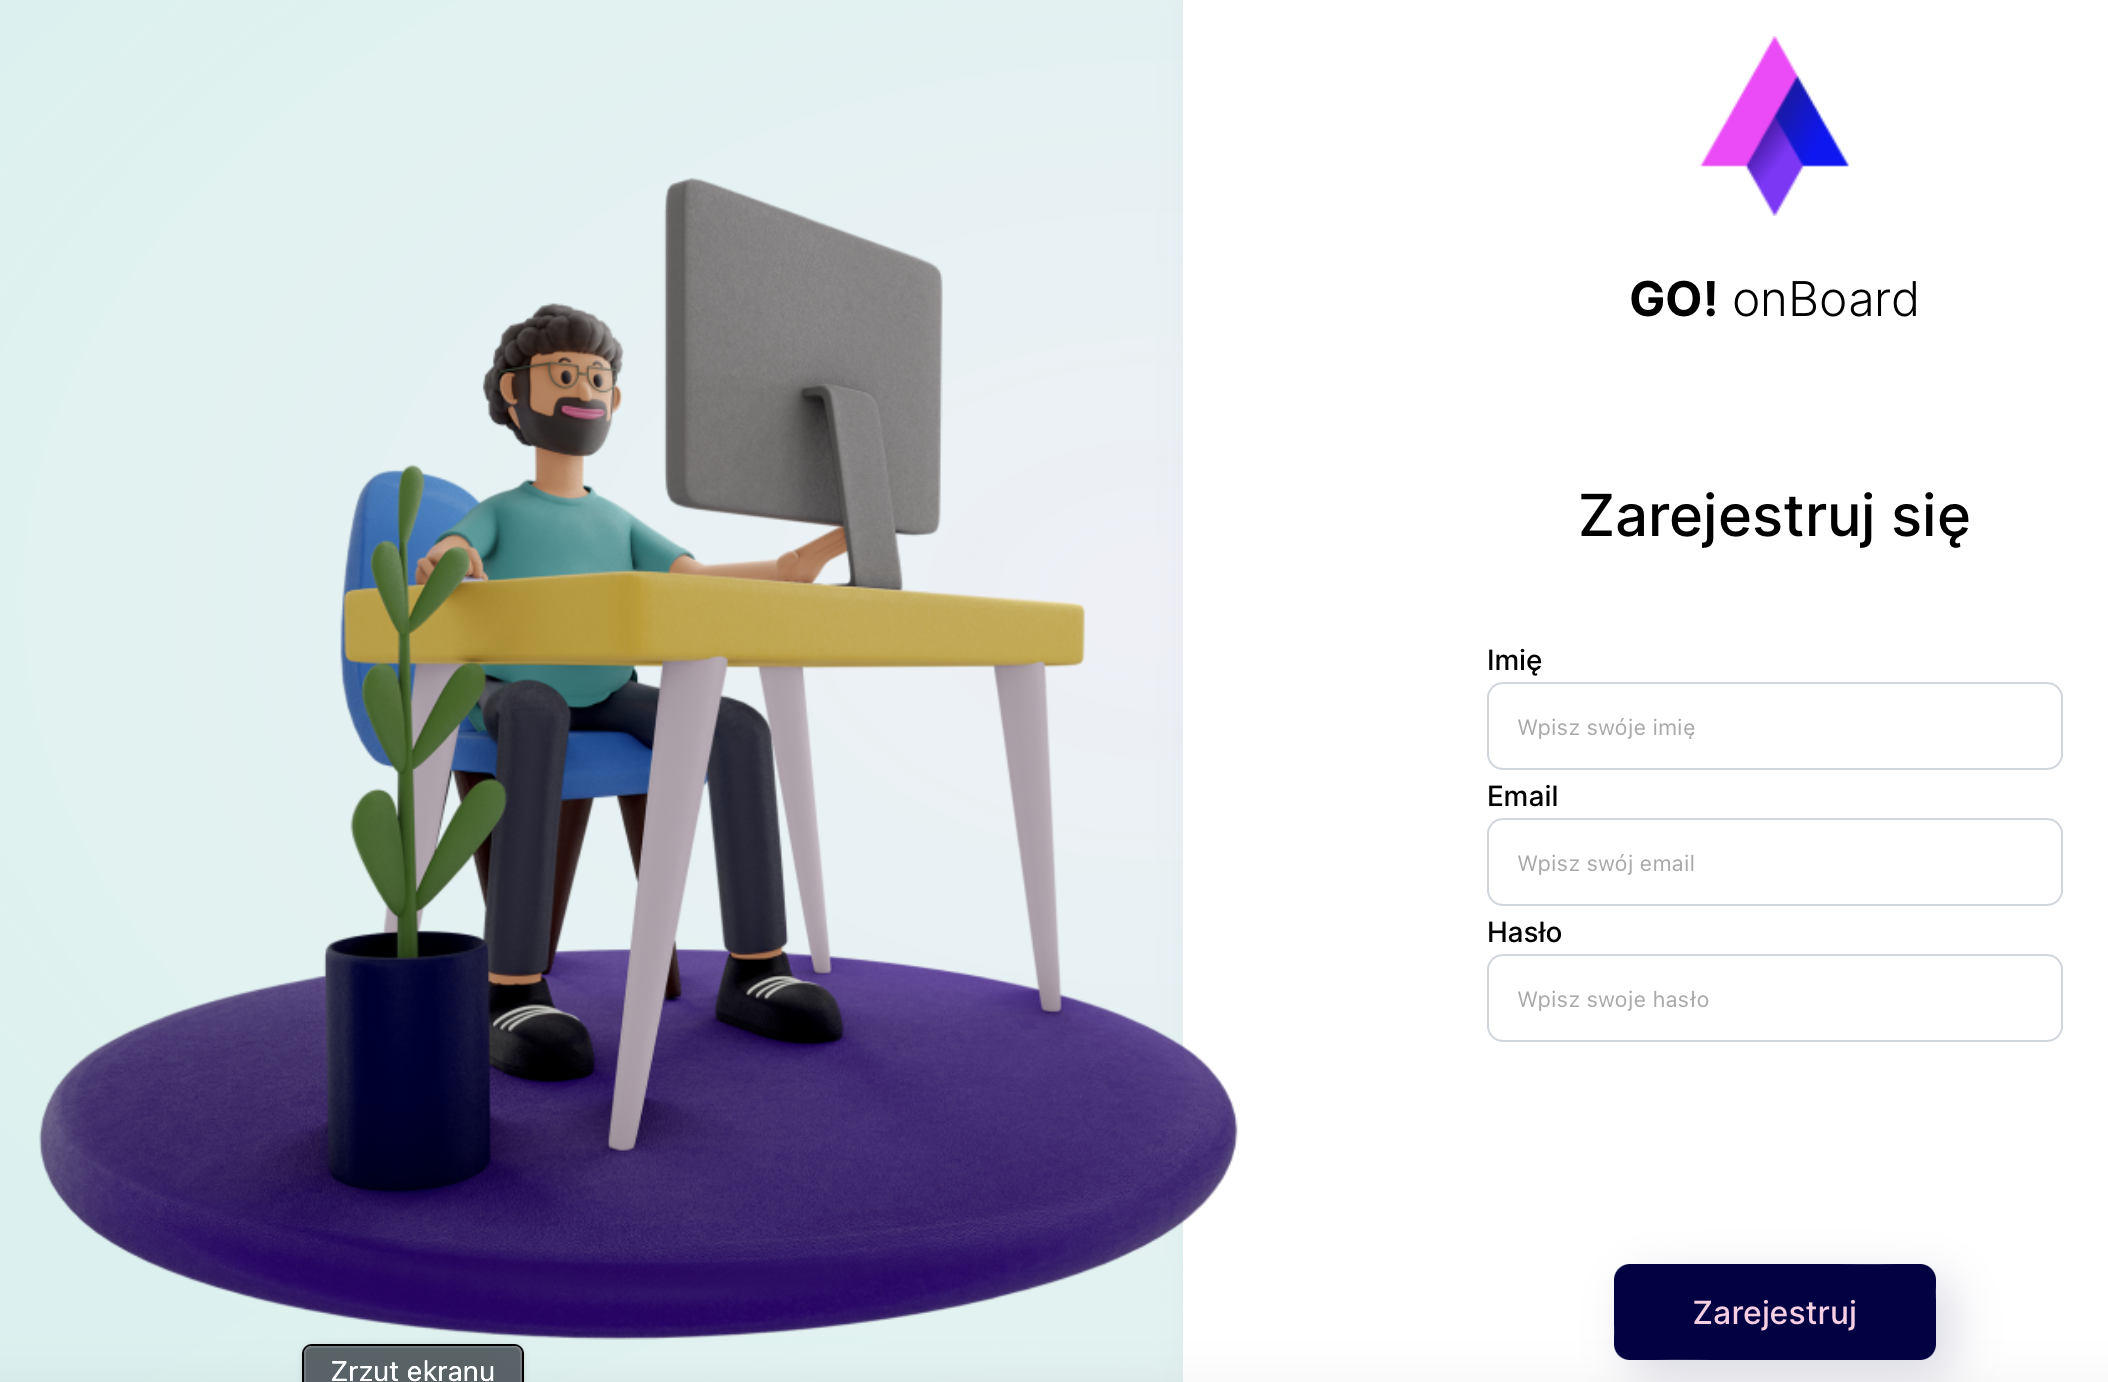 GO! onBoard
Zarejestruj się
Imię
Wpisz swóje imię
Email
Wpisz swój email
Hasło
Wpisz swoje hasło
Zarejestruj
Zrzut ekranu